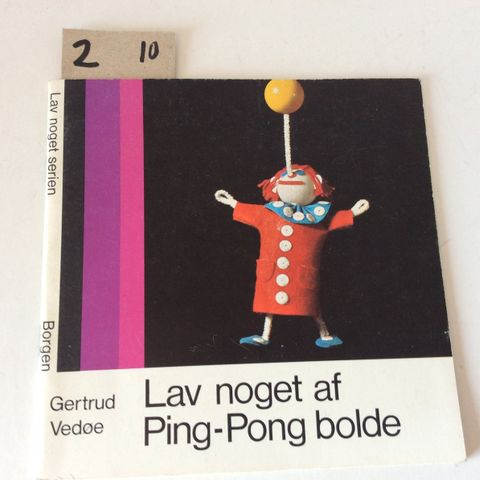 2 10
Lav noget serien
Borgen
Gertrud
Vedøe
Lav noget af
Ping-Pong bolde